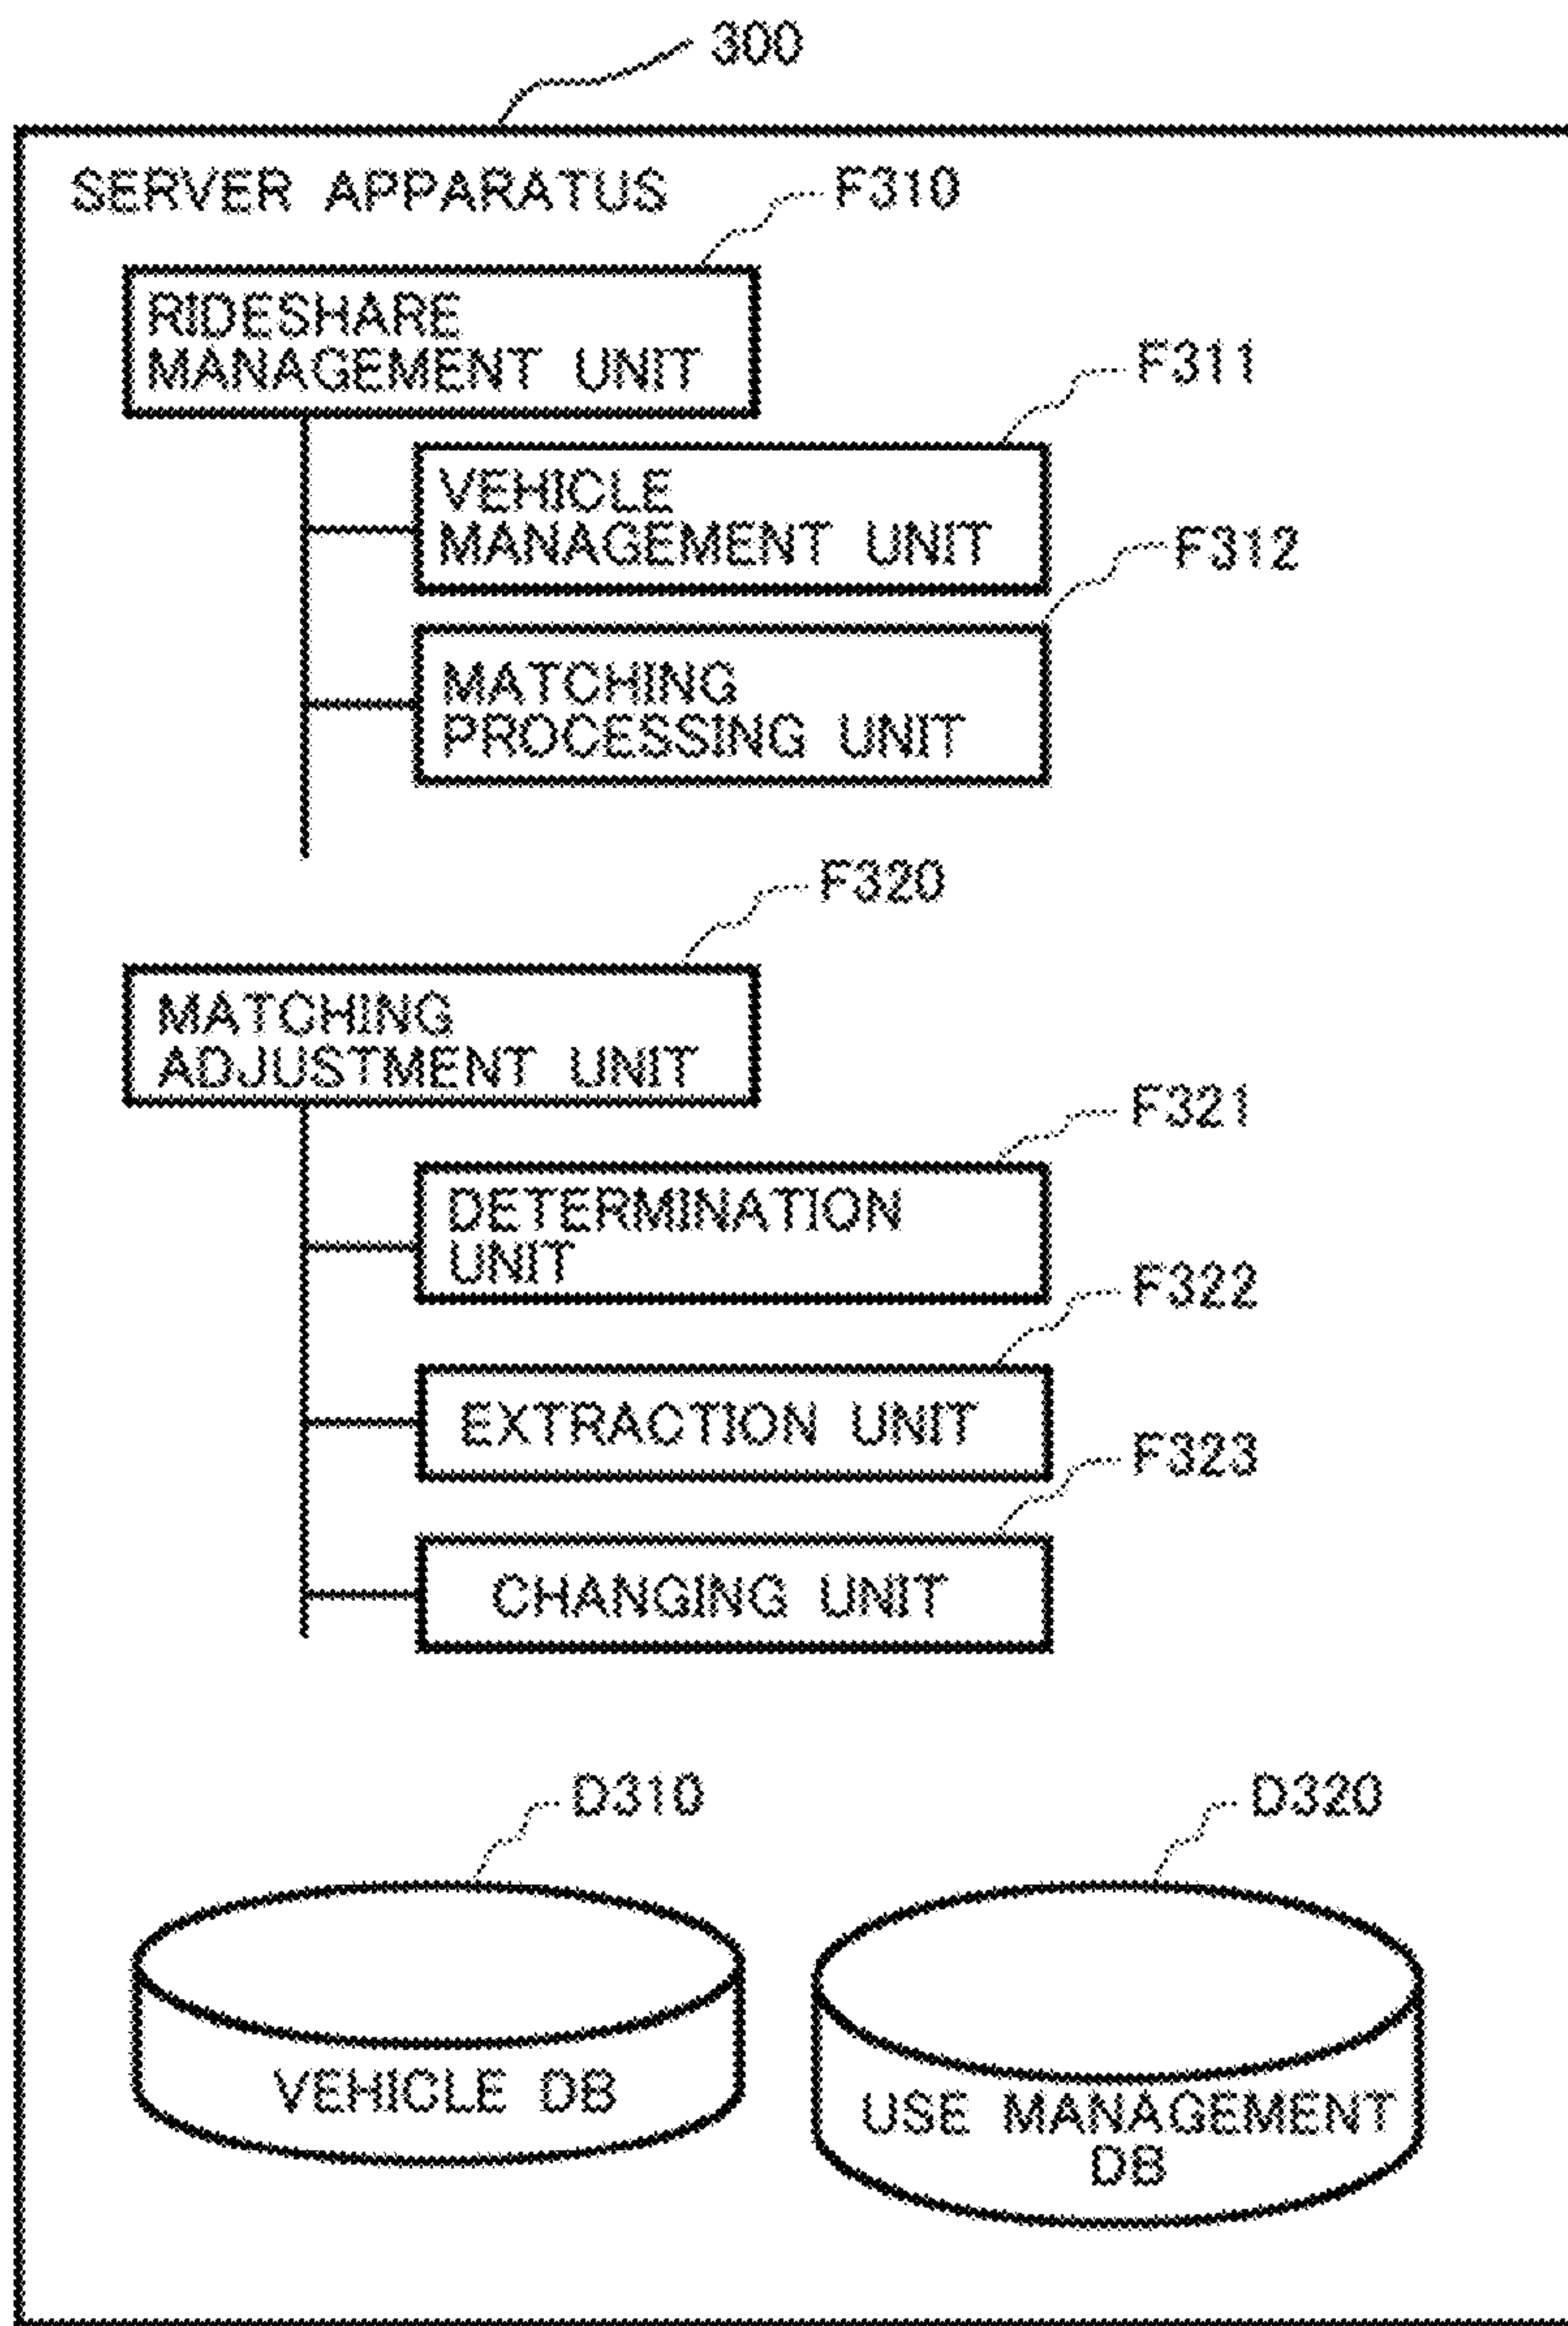 300
SERVER APPARATUS
F310
RIDESHARE
MANAGEMENT UNIT
F311
VEHICLE
MANAGEMENT UNIT
F312
MATCHING
PROCESSING UNIT
F320
MATCHING
ADJUSTMENT UNIT
F321
DETERMINATION
UNIT
F322
EXTRACTION UNIT
F323
CHANGING UNIT
D310
D320
VEHICLE DB
USE MANAGEMENT
DB